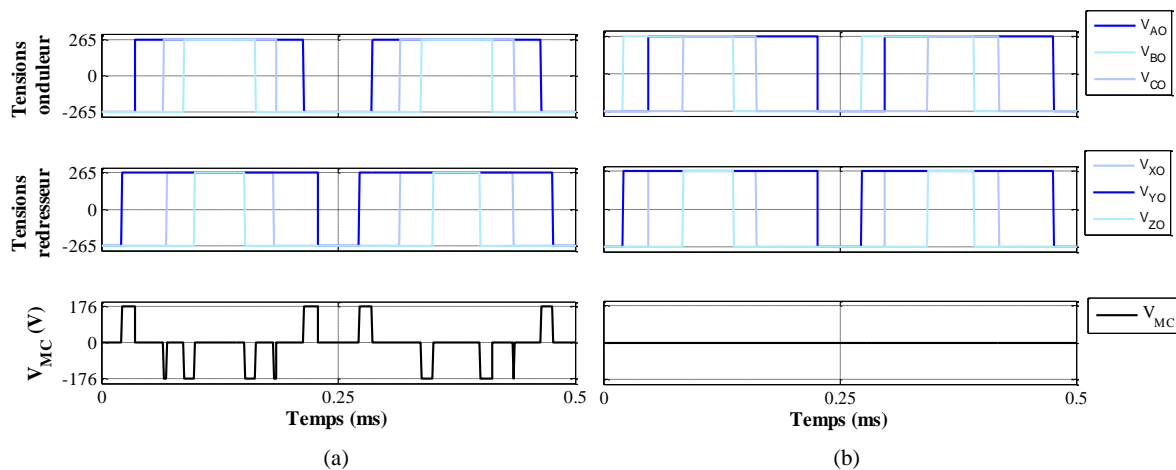 Tensions
onduleur
265
0
-265
V_AO
V_BO
V_CO
Tensions
redresseur
265
0
-265
V_XO
V_YO
V_ZO
V_MC (V)
176
0
-176
0
0.25
0.5
Temps (ms)
0
0.25
0.5
Temps (ms)
V_MC
(a)
(b)